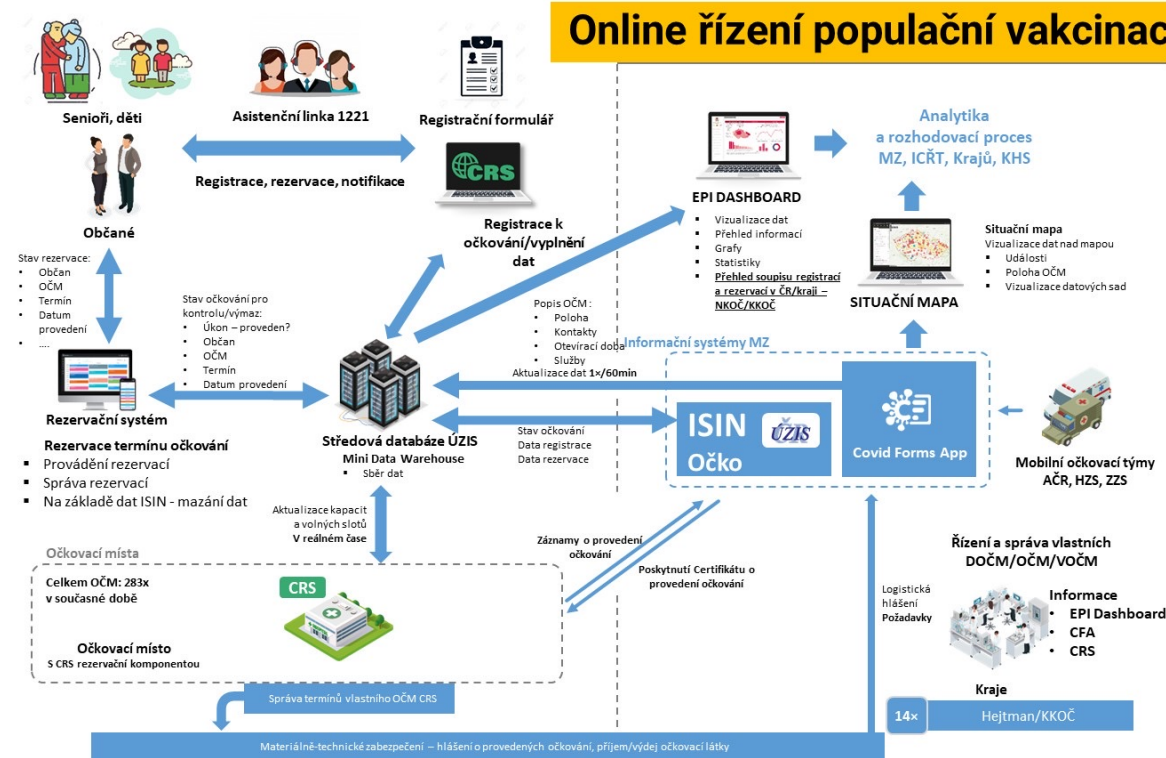 Online řízení populační vakcinac
Senioři, děti
Asistenční linka 1221
Registrační formulář
CRS
Registrace, rezervace, notifikace
Občané
Registrace k
očkování/vyplnění
dat
EPI DASHBOARD
▪ Vizualizace dat
▪ Přehled informací
▪ Grafy
▪ Statistiky
▪ Přehled soupisu registrací
a rezervací v ČR/kraji –
NKOČ/KKOČ
Analytika
a rozhodovací proces
MZ, ICŘT, Krajů, KHS
Situační mapa
Vizualizace dat nad mapou
▪ Události
▪ Poloha OČM
▪ Vizualizace datových sad
SITUAČNÍ MAPA
Stav rezervace:
• Občan
• OČM
• Termín
• Datum
provedení
• ....
Stav očkování pro
kontrolu/výmaz:
• Úkon – proveden?
• Občan
• OČM
• Termín
• Datum provedení
Popis OČM :
• Poloha
• Kontakty
• Otevírací doba
• Služby
Aktualizace dat 1×/60min
Informační systémy MZ
Rezervační systém
Rezervace termínu očkování
▪ Provádění rezervací
▪ Správa rezervací
▪ Na základě dat ISIN - mazání dat
Středová databáze ÚZIS
Mini Data Warehouse
▪ Sběr dat
Stav očkování
Data registrace
Data rezervace
ISIN
Očko
ÚZIS
Covid Forms App
Mobilní očkovací týmy
AČR, HZS, ZZS
Aktualizace kapacit
a volných slotů
V reálném čase
Záznamy o provedení
očkování
Poskytnutí Certifikátu o
provedení očkování
Očkovací místa
Celkem OČM: 283x
v současné době
CRS
Očkovací místo
S CRS rezervační komponentou
Správa termínů vlastního OČM CRS
Materiálně-technické zabezpečení – hlášení o provedených očkování, příjem/výdej očkovací látky
Logistická
hlášení
Požadavky
Řízení a správa vlastních
DOČM/OČM/VOČM
Informace
• EPI Dashboard
• CFA
• CRS
Kraje
14×
Hejtman/KKOČ